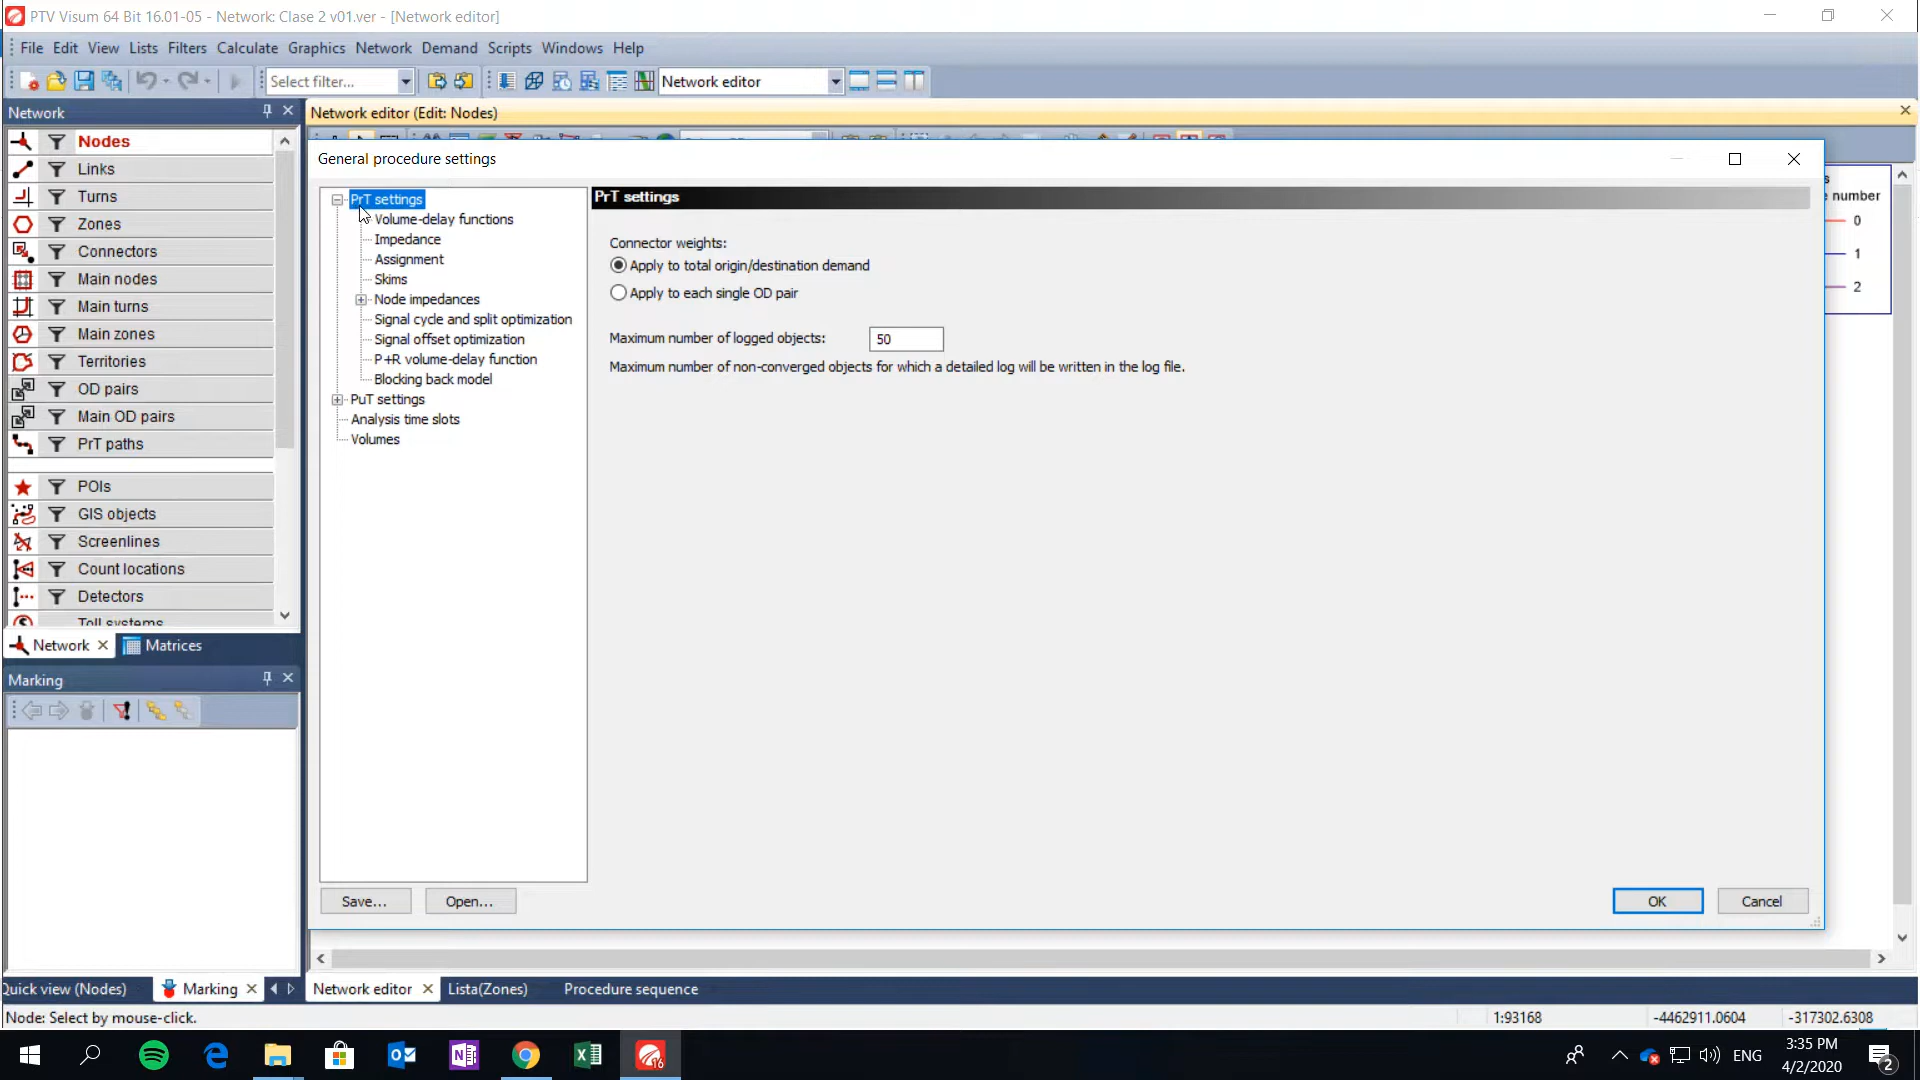 PTV Visum 64 Bit 16.01-05 - Network: Clase 2 v01.ver - [Network editor]
File Edit View Lists Filters Calculate Graphics Network Demand Scripts Windows Help
Select filter... Network editor
Network
Network editor (Edit: Nodes)
Nodes
Links
Turns
Zones
Connectors
Main nodes
Main turns
Main zones
Territories
OD pairs
Main OD pairs
PrT paths
POIs
GIS objects
Screenlines
Count locations
Detectors
Toll systems
Network Matrices
Marking
General procedure settings
PrT settings
Volume-delay functions
Impedance
Assignment
Skims
Node impedances
Signal cycle and split optimization
Signal offset optimization
P+R volume-delay function
Blocking back model
PuT settings
Analysis time slots
Volumes
PrT settings
Connector weights:
Apply to total origin/destination demand
Apply to each single OD pair
Maximum number of logged objects: 50
Maximum number of non-converged objects for which a detailed log will be written in the log file.
number
0
1
2
Save... Open... OK Cancel
Quick view (Nodes) Marking Network editor Lista(Zones) Procedure sequence
Node: Select by mouse-click. 1:93168 -4462911.0604 -317302.6308
ENG 3:35 PM
4/2/2020
2